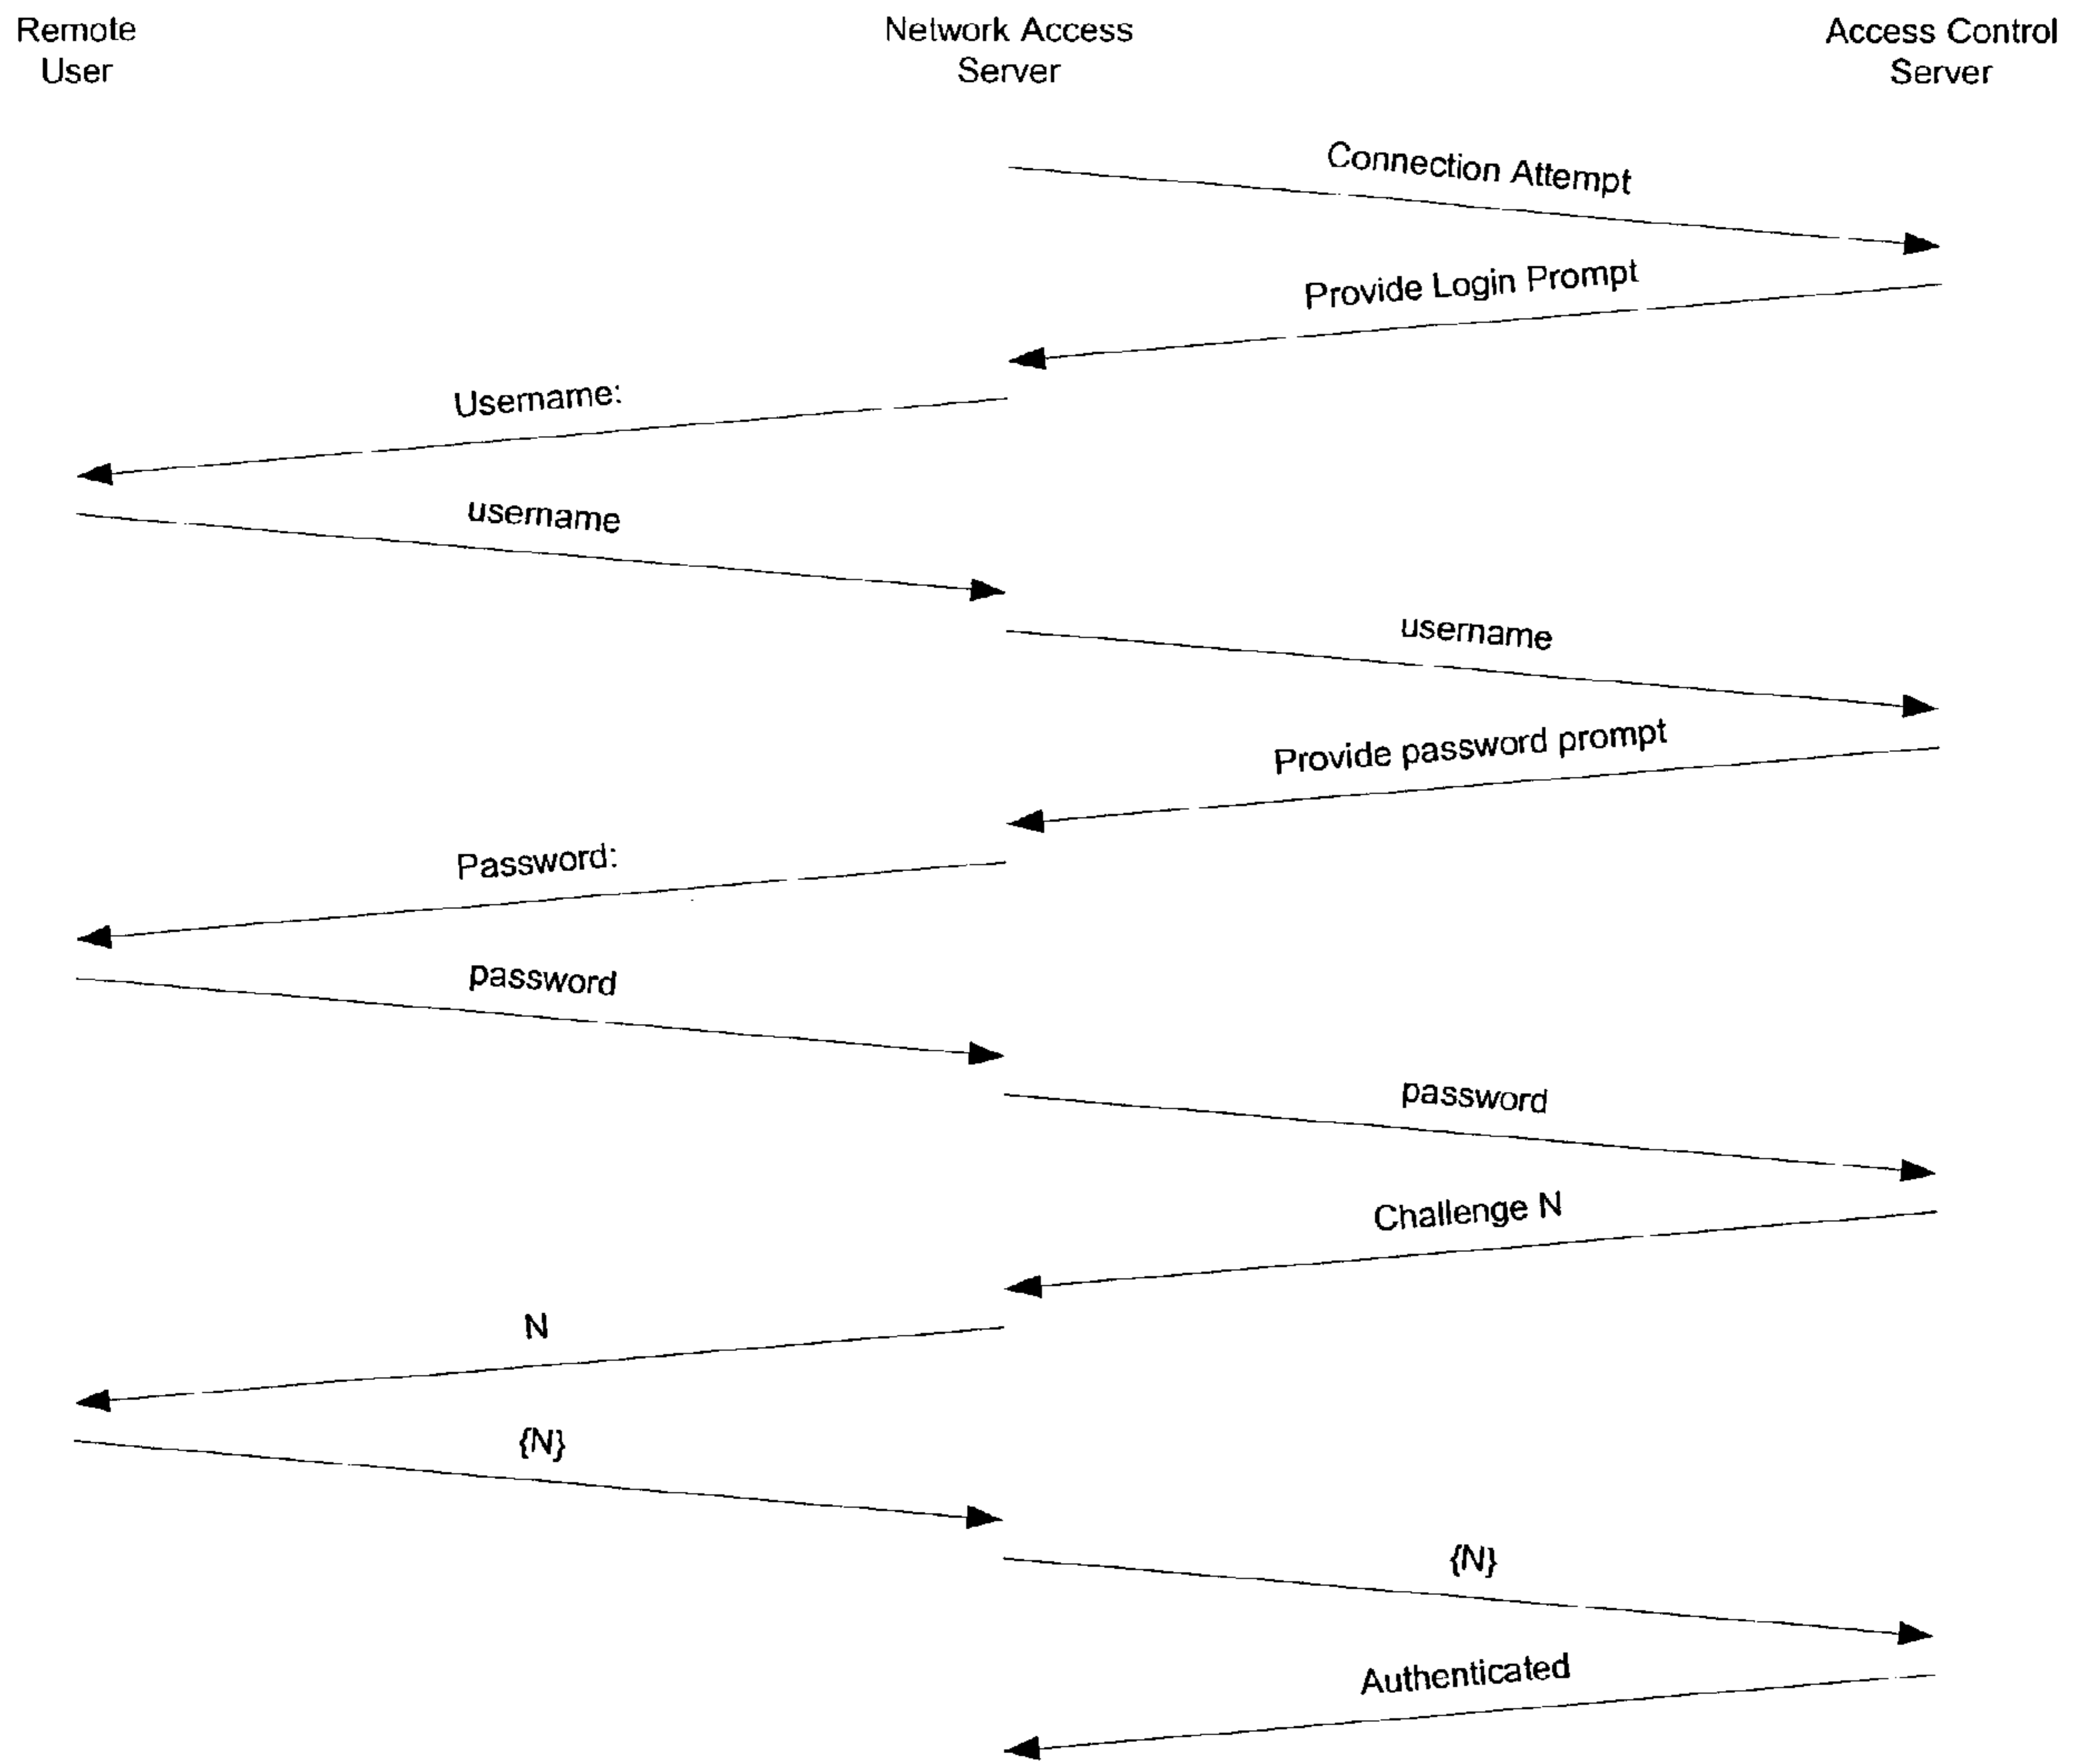 Remote
User
Network Access
Server
Access Control
Server
Connection Attempt
Provide Login Prompt
Username:
username
username
Provide password prompt
Password:
password
password
Challenge N
N
{N}
{N}
Authenticated